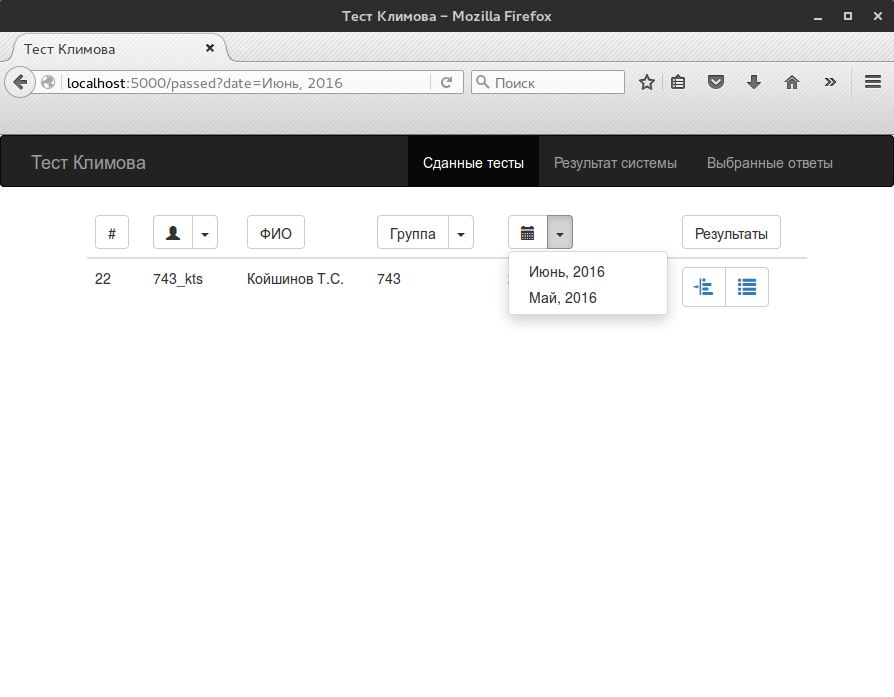 Тест Климова – Mozilla Firefox
Тест Климова
localhost:5000/passed?date=Июнь, 2016
Поиск
Тест Климова
Сданные тесты
Результат системы
Выбранные ответы
#
ФИО
Группа
Результаты
22
743_kts
Койшинов Т.С.
743
Июнь, 2016
Май, 2016